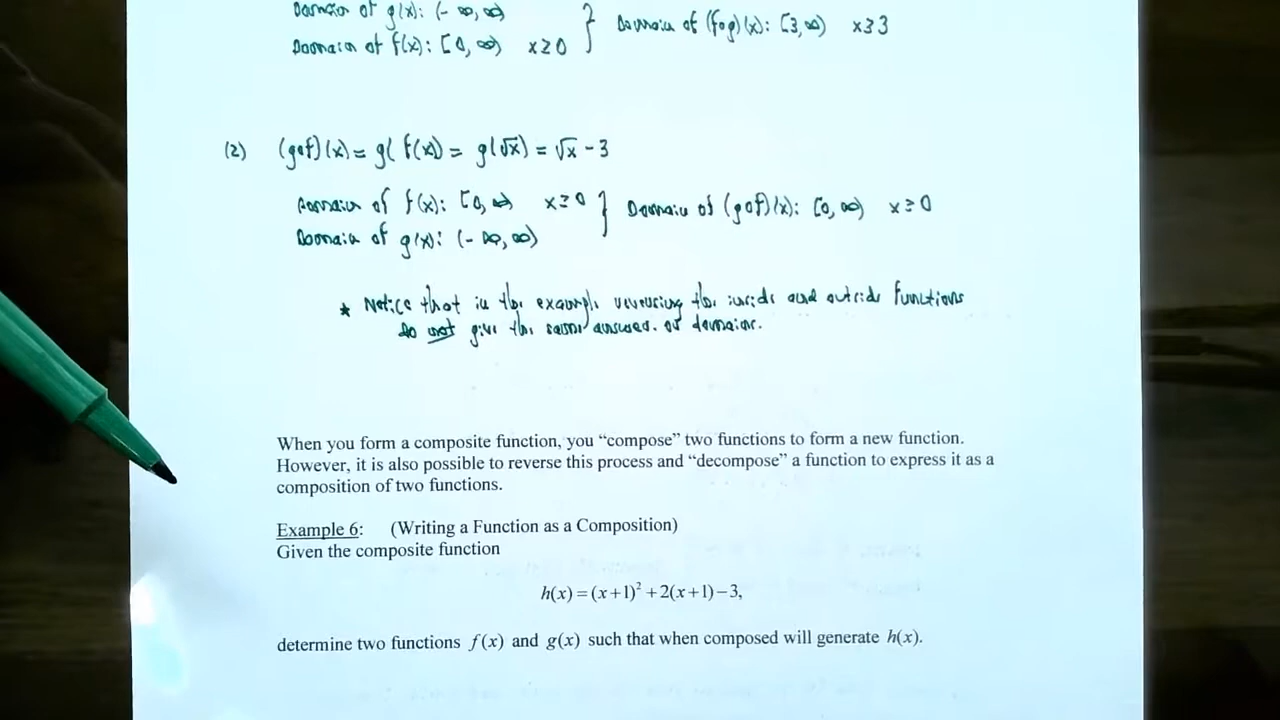 Domain of g(x): (-∞, ∞)
Domain of f(x): [0, ∞) x≥0 } Domain of (fog)(x): [3, ∞) x≥3
(2) (gof)(x) = g( f(x)) = g(√x) = √x - 3
Domain of f(x): [0, ∞) x≥0 } Domain of (gof)(x): [0, ∞) x≥0
Domain of g(x): (-∞, ∞)
* Notice that in the example reversing the inside and outside functions
do not give the same answer. or domains.
When you form a composite function, you “compose” two functions to form a new function.
However, it is also possible to reverse this process and “decompose” a function to express it as a
composition of two functions.
Example 6: (Writing a Function as a Composition)
Given the composite function
h(x) = (x+1)² + 2(x+1) − 3,
determine two functions f(x) and g(x) such that when composed will generate h(x).